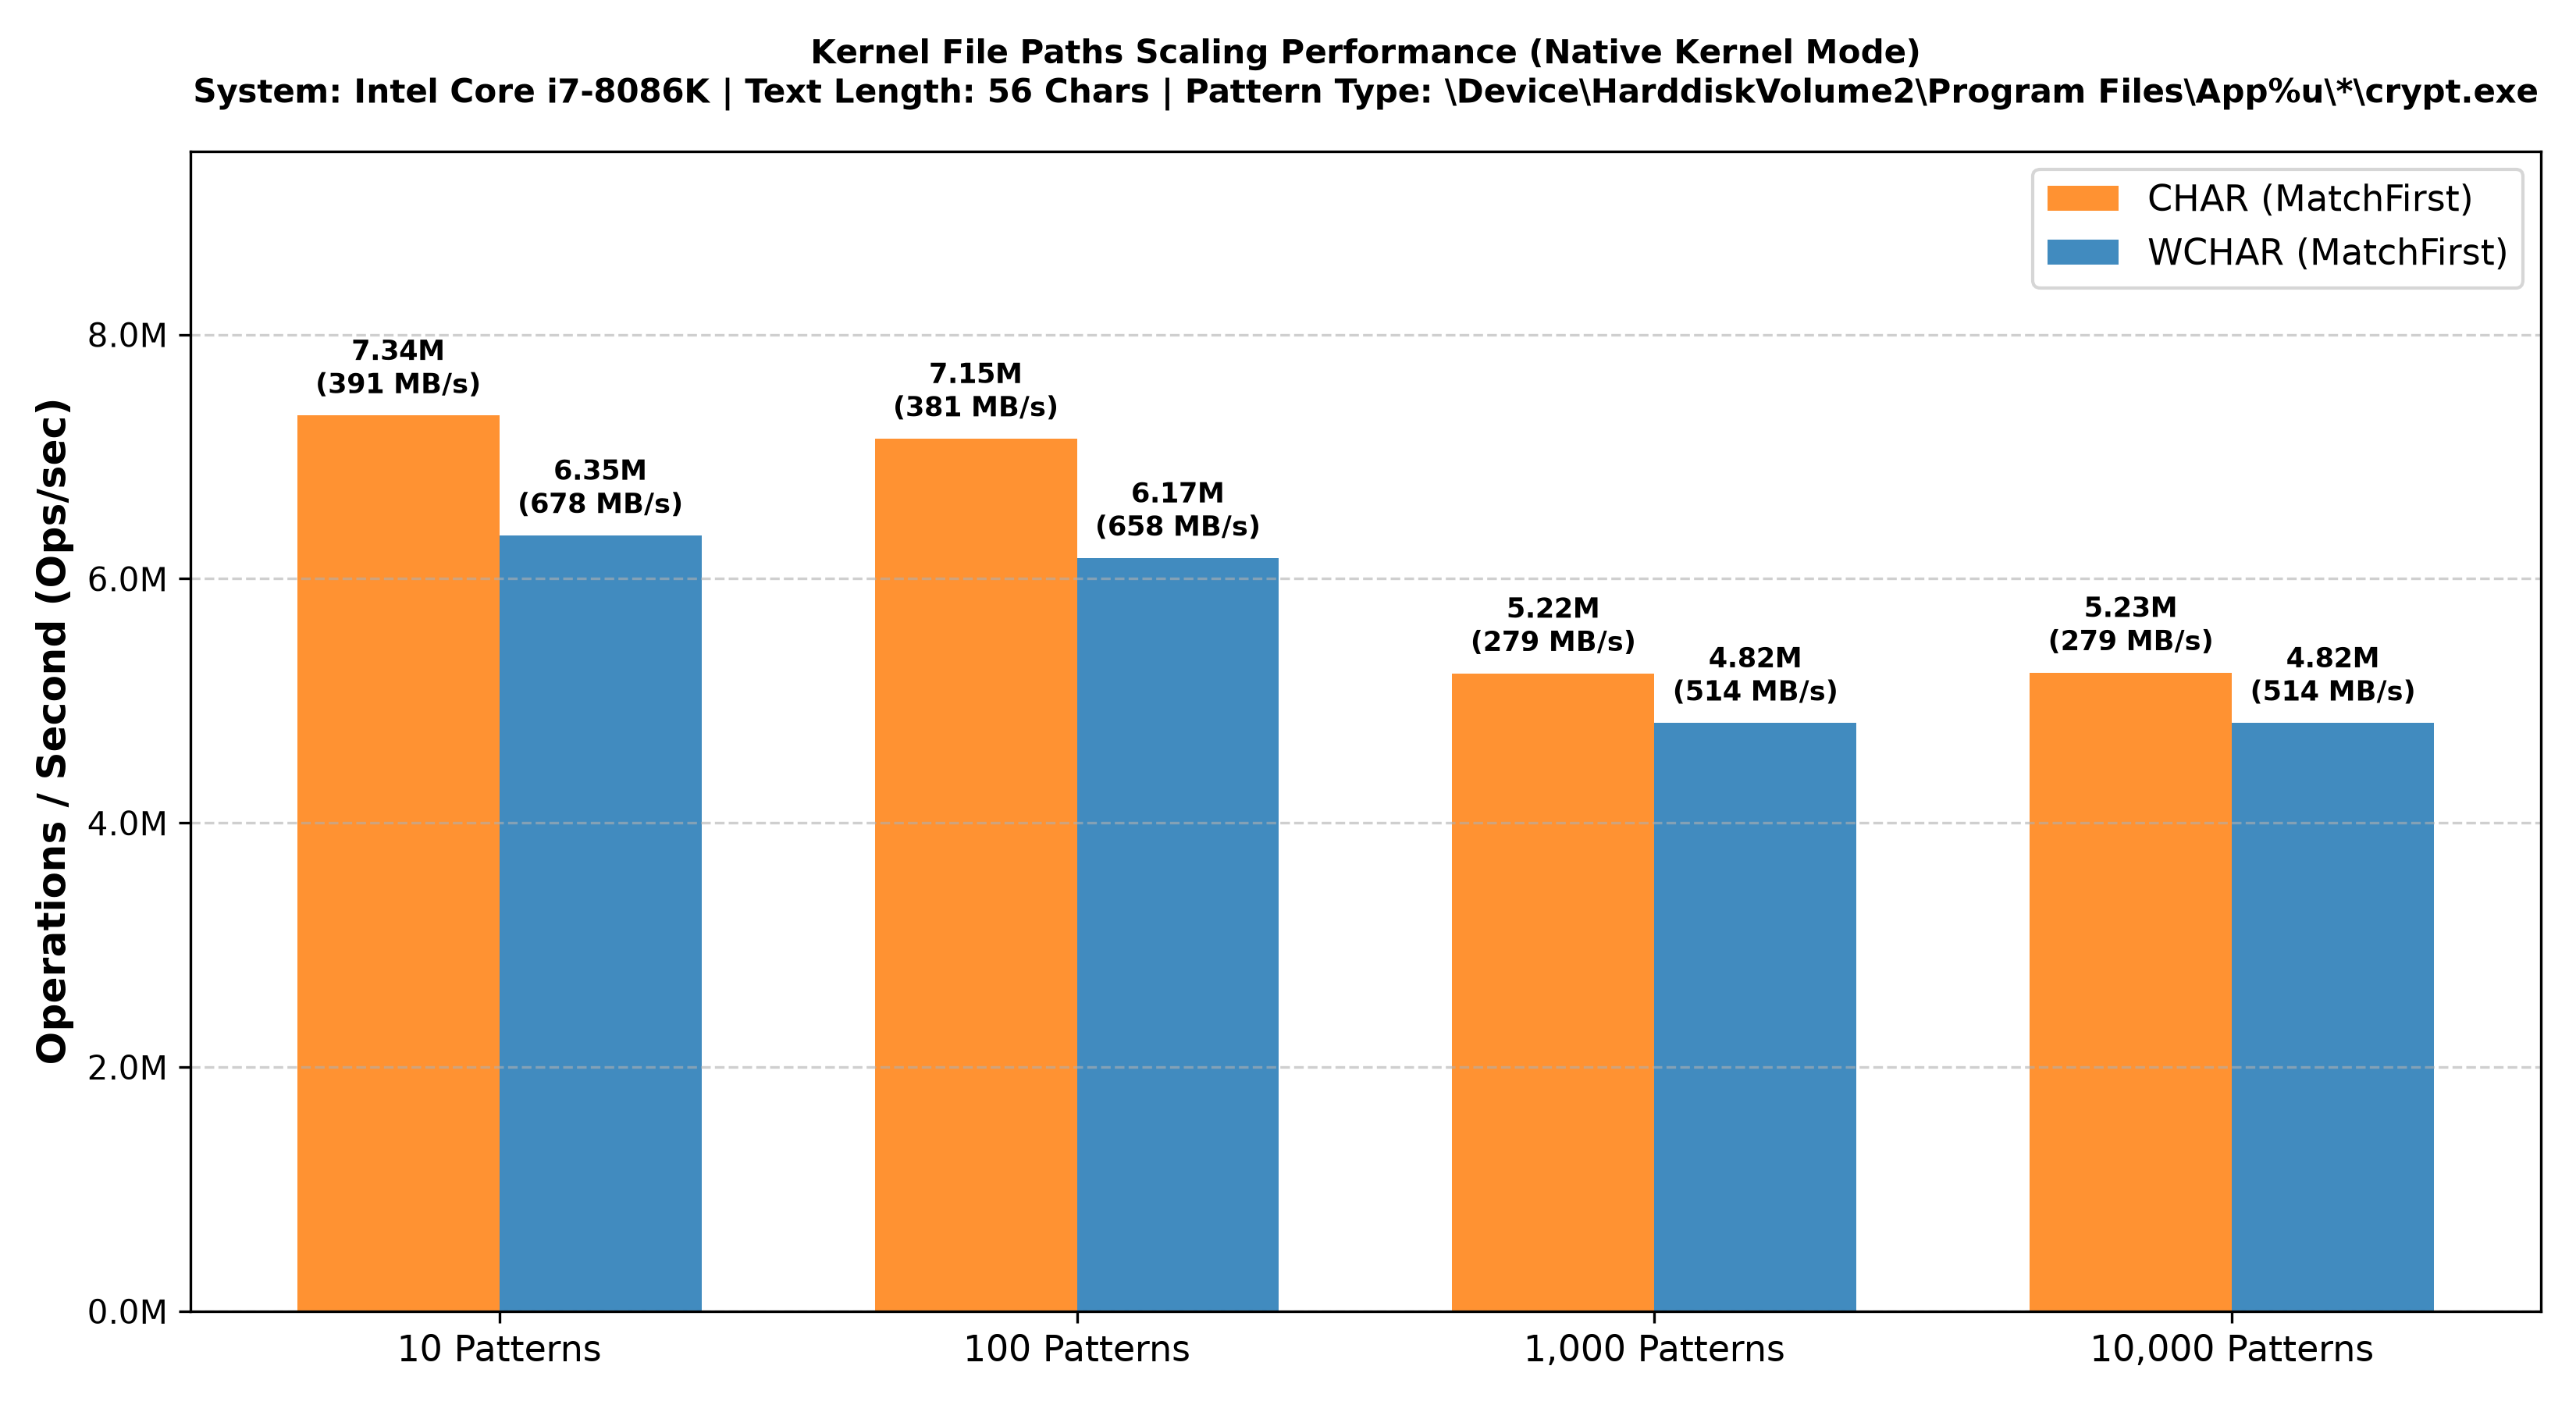 Kernel File Paths Scaling Performance (Native Kernel Mode)
System: Intel Core i7-8086K | Text Length: 56 Chars | Pattern Type: \Device\HarddiskVolume2\Program Files\App%u\*\crypt.exe
CHAR (MatchFirst)
WCHAR (MatchFirst)
Operations / Second (Ops/sec)
8.0M
6.0M
4.0M
2.0M
0.0M
7.34M
(391 MB/s)
6.35M
(678 MB/s)
7.15M
(381 MB/s)
6.17M
(658 MB/s)
5.22M
(279 MB/s)
4.82M
(514 MB/s)
5.23M
(279 MB/s)
4.82M
(514 MB/s)
10 Patterns
100 Patterns
1,000 Patterns
10,000 Patterns